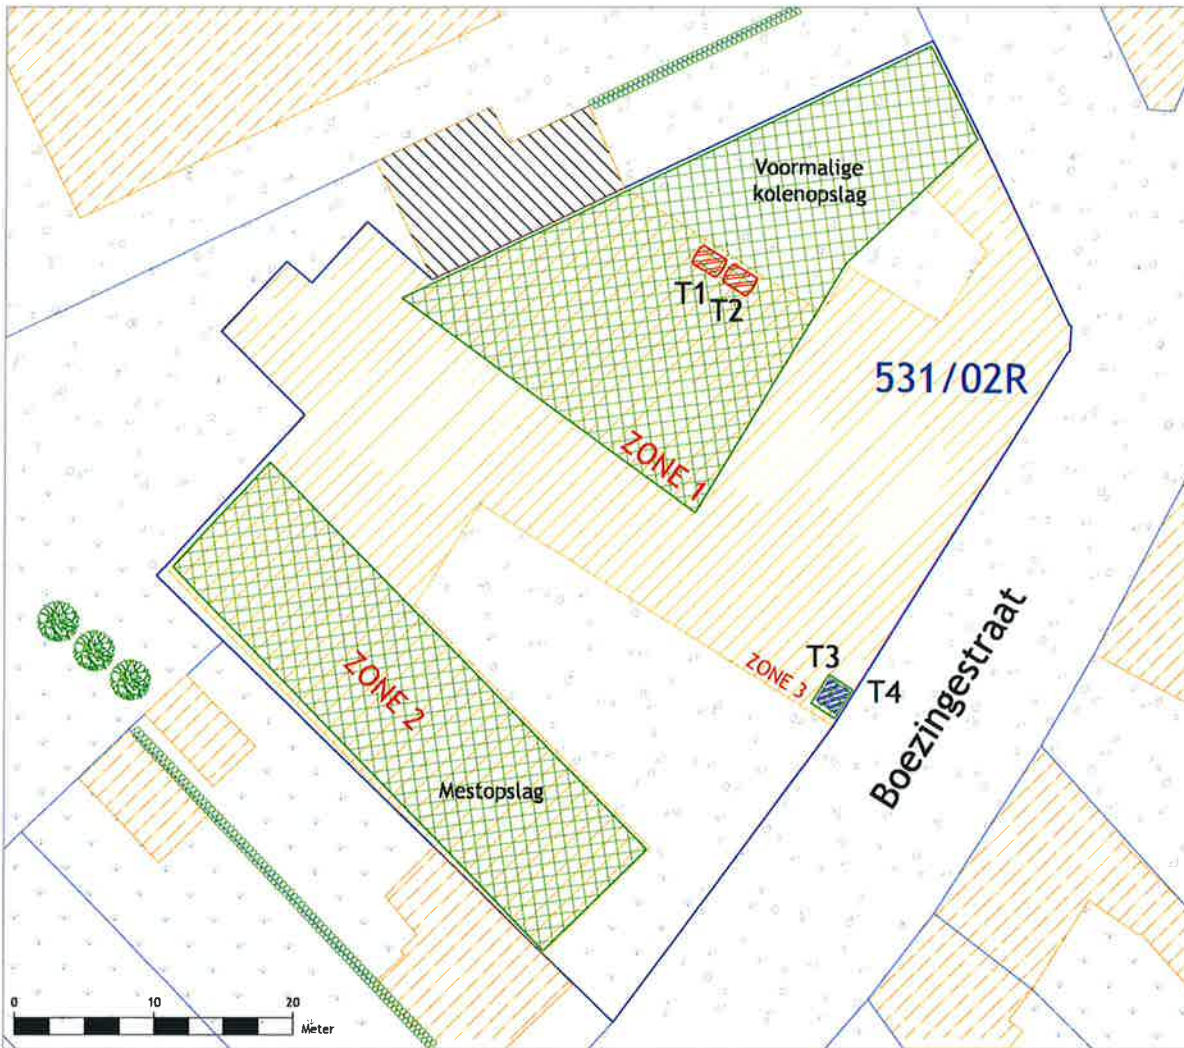 Voormalige
kolenopslag
T1
T2
531/02R
ZONE 1
ZONE 2
ZONE 3
T3
T4
Boezingestraat
Mestopslag
0 10 20
Meter